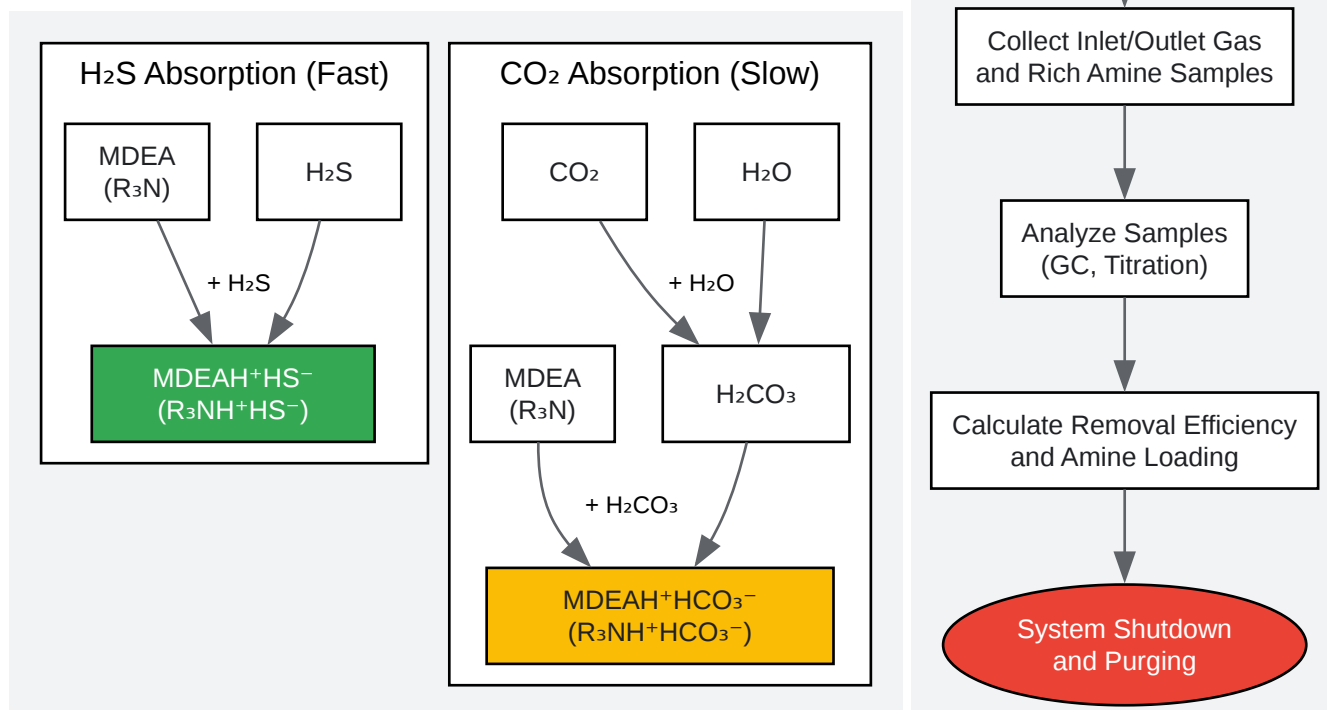 H₂S Absorption (Fast)
MDEA
(R₃N)
H₂S
+ H₂S
MDEAH⁺HS⁻
(R₃NH⁺HS⁻)
CO₂ Absorption (Slow)
CO₂
H₂O
+ H₂O
MDEA
(R₃N)
H₂CO₃
+ H₂CO₃
MDEAH⁺HCO₃⁻
(R₃NH⁺HCO₃⁻)
Collect Inlet/Outlet Gas
and Rich Amine Samples
Analyze Samples
(GC, Titration)
Calculate Removal Efficiency
and Amine Loading
System Shutdown
and Purging